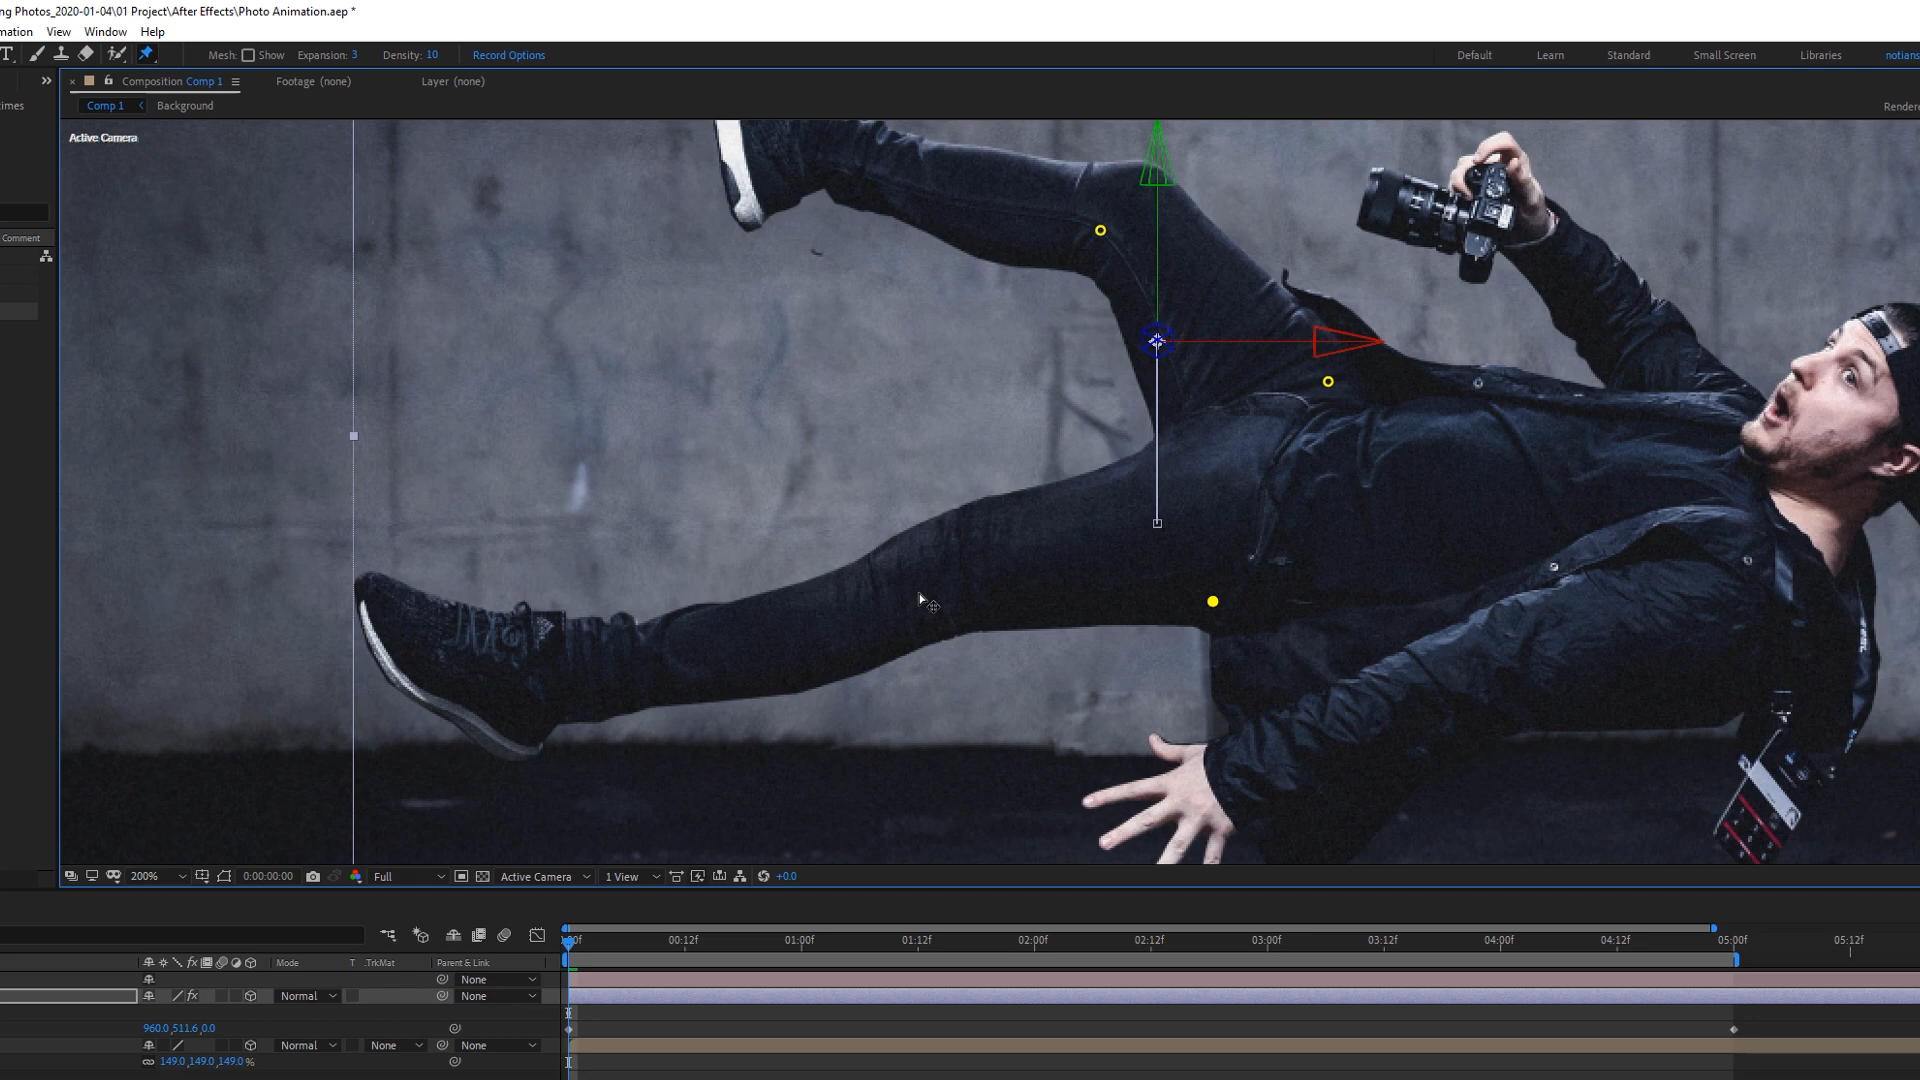 ng Photos_2020-01-04\01 Project\After Effects\Photo Animation.aep *
mation View Window Help
T Mesh: Show Expansion: 3 Density: 10 Record Options Default Learn Standard Small Screen Libraries notians
Composition Comp 1 Footage (none) Layer (none)
imes Comp 1 Background Rendere
Active Camera
Comment
200% 0:00:00:00 Full Active Camera 1 View +0.0
:00f 00:12f 01:00f 01:12f 02:00f 02:12f 03:00f 03:12f 04:00f 04:12f 05:00f 05:12f
fx Mode T .TrkMat Parent & Link
None
fx Normal None
960.0,511.6,0.0
Normal None None
149.0,149.0,149.0%